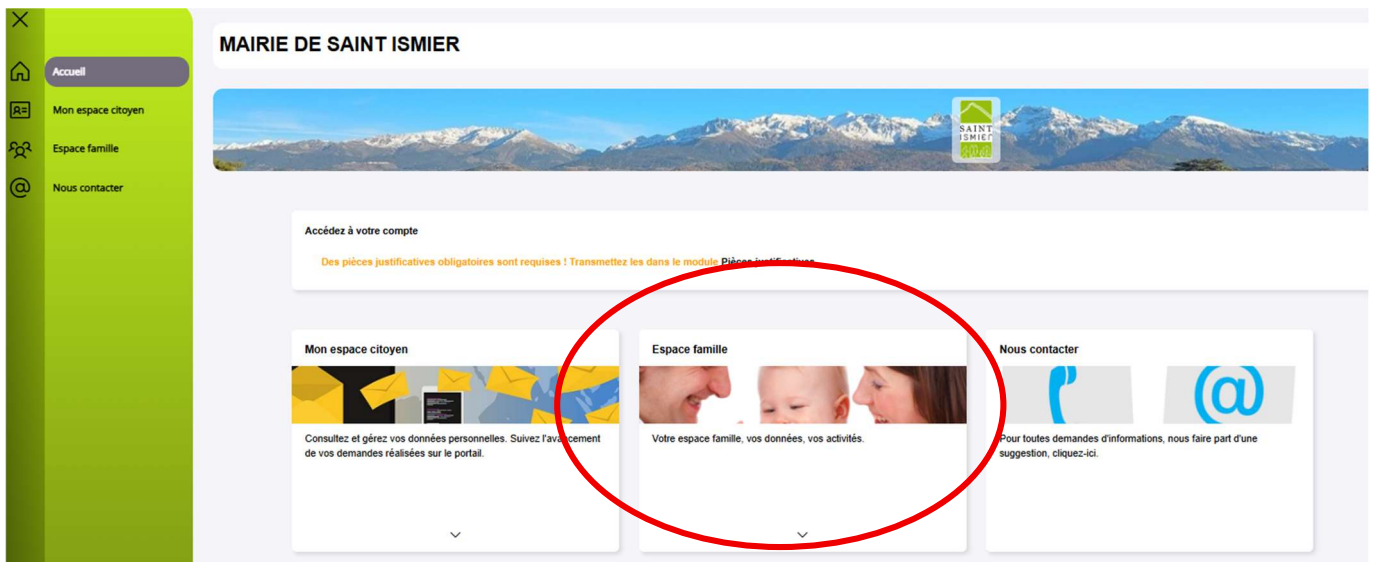 MAIRIE DE SAINT ISMIER
Accueil
Mon espace citoyen
Espace famille
Nous contacter
SAINT
ISMIER
Accédez à votre compte
Des pièces justificatives obligatoires sont requises ! Transmettez les dans le module Pièces justificatives
Mon espace citoyen
Consultez et gérez vos données personnelles. Suivez l'avancement
de vos demandes réalisées sur le portail.
Espace famille
Votre espace famille, vos données, vos activités.
Nous contacter
Pour toutes demandes d'informations, nous faire part d'une
suggestion, cliquez-ici.